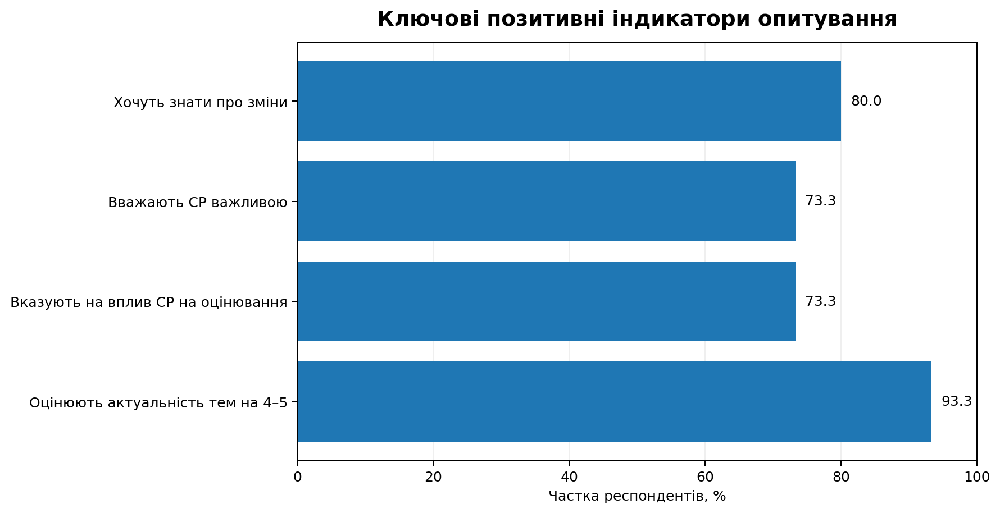 Ключові позитивні індикатори опитування
Хочуть знати про зміни
80.0
Вважають СР важливою
73.3
Вказують на вплив СР на оцінювання
73.3
Оцінюють актуальність тем на 4–5
93.3
0 20 40 60 80 100
Частка респондентів, %